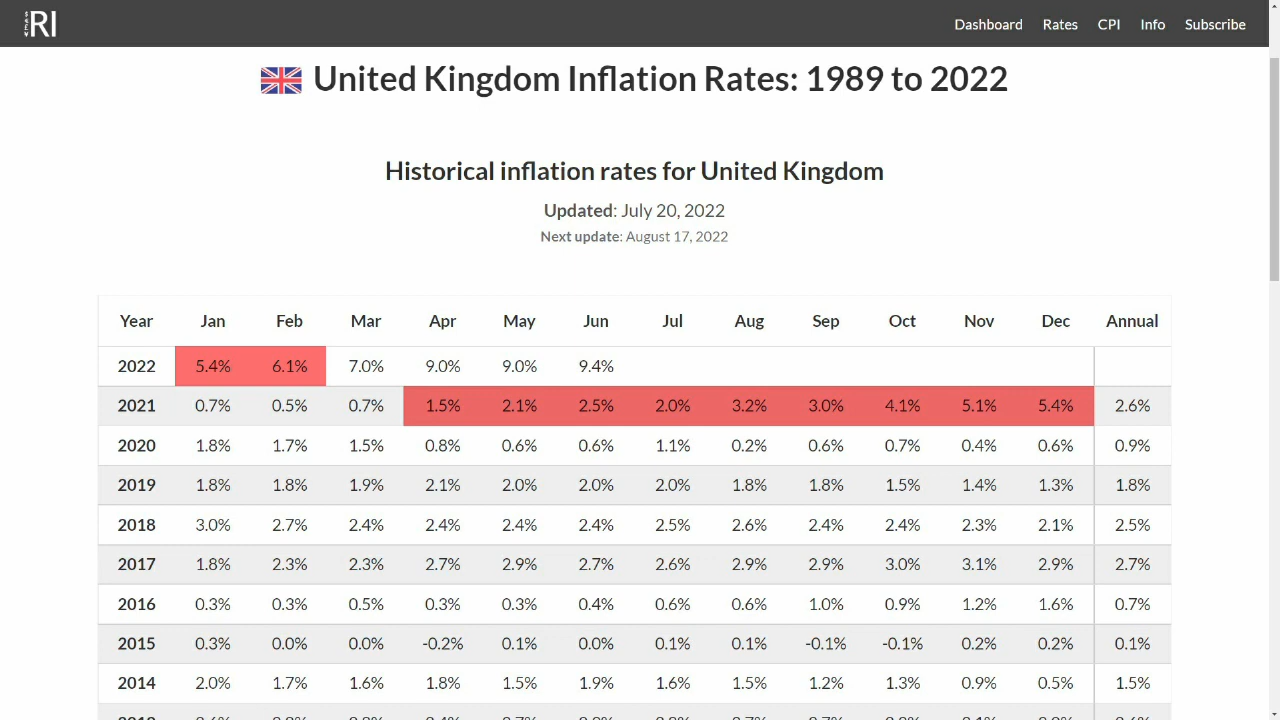 RI Dashboard Rates CPI Info Subscribe
United Kingdom Inflation Rates: 1989 to 2022
Historical inflation rates for United Kingdom
Updated: July 20, 2022
Next update: August 17, 2022
Year Jan Feb Mar Apr May Jun Jul Aug Sep Oct Nov Dec Annual
2022 5.4% 6.1% 7.0% 9.0% 9.0% 9.4%
2021 0.7% 0.5% 0.7% 1.5% 2.1% 2.5% 2.0% 3.2% 3.0% 4.1% 5.1% 5.4% 2.6%
2020 1.8% 1.7% 1.5% 0.8% 0.6% 0.6% 1.1% 0.2% 0.6% 0.7% 0.4% 0.6% 0.9%
2019 1.8% 1.8% 1.9% 2.1% 2.0% 2.0% 2.0% 1.8% 1.8% 1.5% 1.4% 1.3% 1.8%
2018 3.0% 2.7% 2.4% 2.4% 2.4% 2.4% 2.5% 2.6% 2.4% 2.4% 2.3% 2.1% 2.5%
2017 1.8% 2.3% 2.3% 2.7% 2.9% 2.7% 2.6% 2.9% 2.9% 3.0% 3.1% 2.9% 2.7%
2016 0.3% 0.3% 0.5% 0.3% 0.3% 0.4% 0.6% 0.6% 1.0% 0.9% 1.2% 1.6% 0.7%
2015 0.3% 0.0% 0.0% -0.2% 0.1% 0.0% 0.1% 0.1% -0.1% -0.1% 0.2% 0.2% 0.1%
2014 2.0% 1.7% 1.6% 1.8% 1.5% 1.9% 1.6% 1.5% 1.2% 1.3% 0.9% 0.5% 1.5%